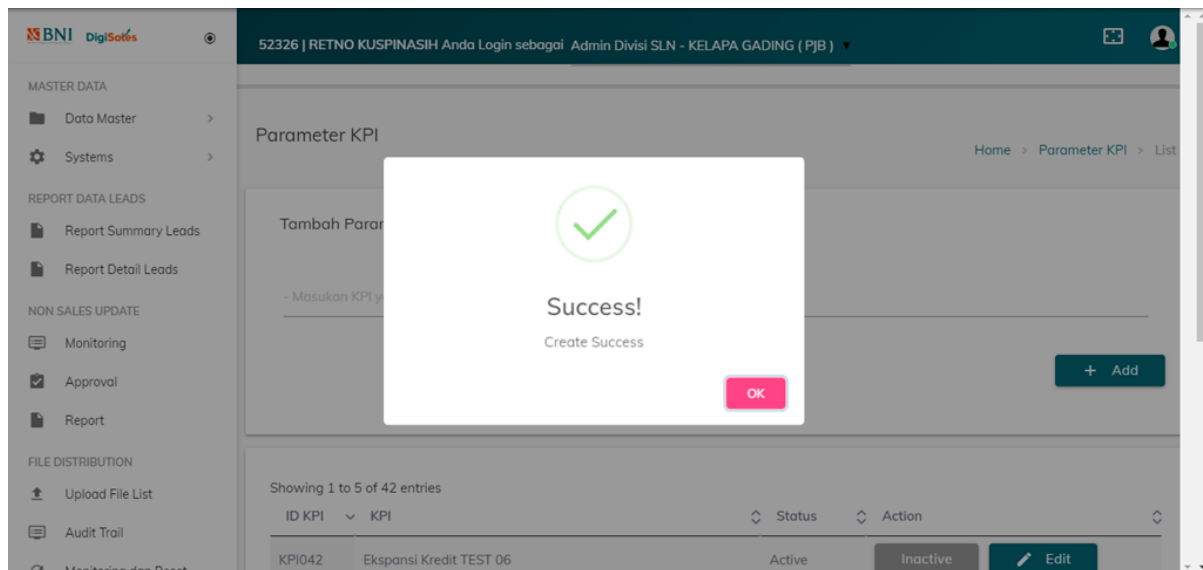 BNI DigiSales
52326 | RETNO KUSPINASIH Anda Login sebagai Admin Divisi SLN - KELAPA GADING ( PJB )
MASTER DATA
Data Master
Systems
REPORT DATA LEADS
Report Summary Leads
Report Detail Leads
NON SALES UPDATE
Monitoring
Approval
Report
FILE DISTRIBUTION
Upload File List
Audit Trail
Parameter KPI
Home > Parameter KPI > List
Tambah Para
- Masukan KPI y
Success!
Create Success
OK
+ Add
Showing 1 to 5 of 42 entries
ID KPI KPI Status Action
KPI042 Ekspansi Kredit TEST 06 Active Inactive Edit